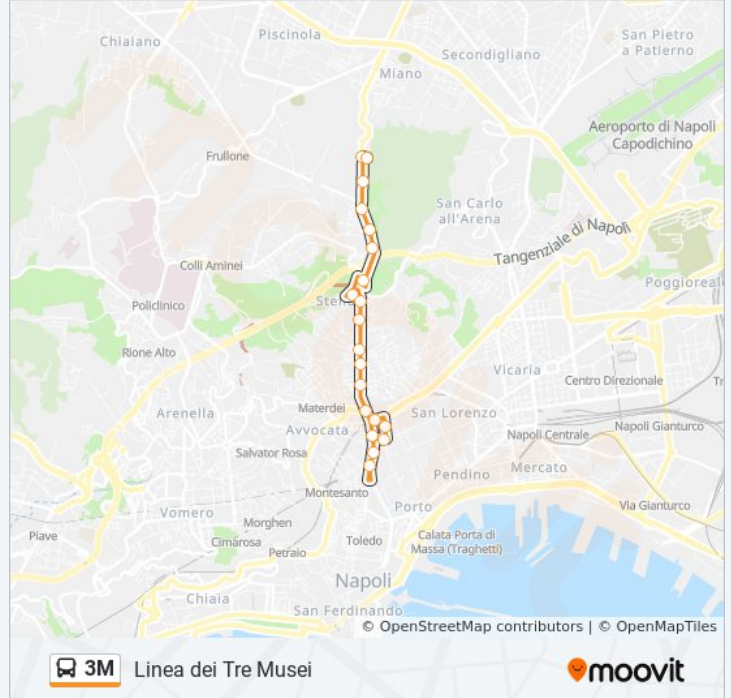 Chiaiano
Piscinola
San Pietro
a Patierno
Secondigliano
Miano
Aeroporto di Napoli
Capodichino
Frullone
San Carlo
all'Arena
Tangenziale di Napoli
Colli Aminei
Poggioreal
Policlinico
Stell
Rione Alto
Vicaria
Centro Direzionale
Tr
Materdei
Arenella
San Lorenzo
Avvocata
Napoli Gianturco
Napoli Centrale
Salvator Rosa
Pendino
Mercato
Montesanto
Porto
Via Gianturco
Vomero
Morghen
Piave
Cimarosa
Toledo
Calata Porta di
Massa (Traghetti)
Petraio
Napoli
Chiaia
San Ferdinando
© OpenStreetMap contributors | © OpenMapTiles
3M Linea dei Tre Musei
moovit